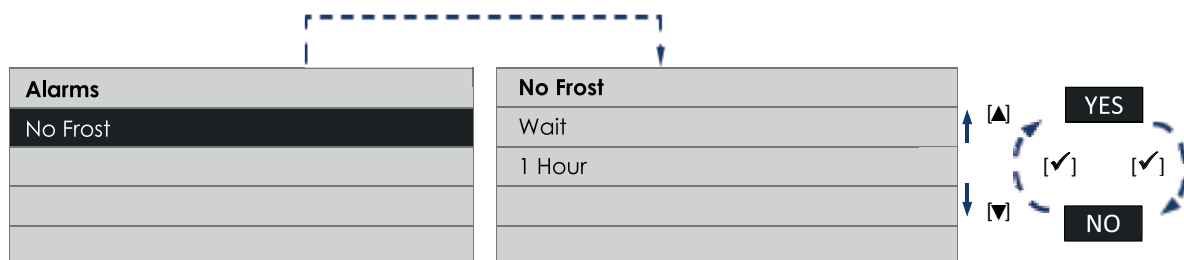 Alarms
No Frost
No Frost
Wait
1 Hour
[▲]
[▼]
YES
[✓] [✓]
NO